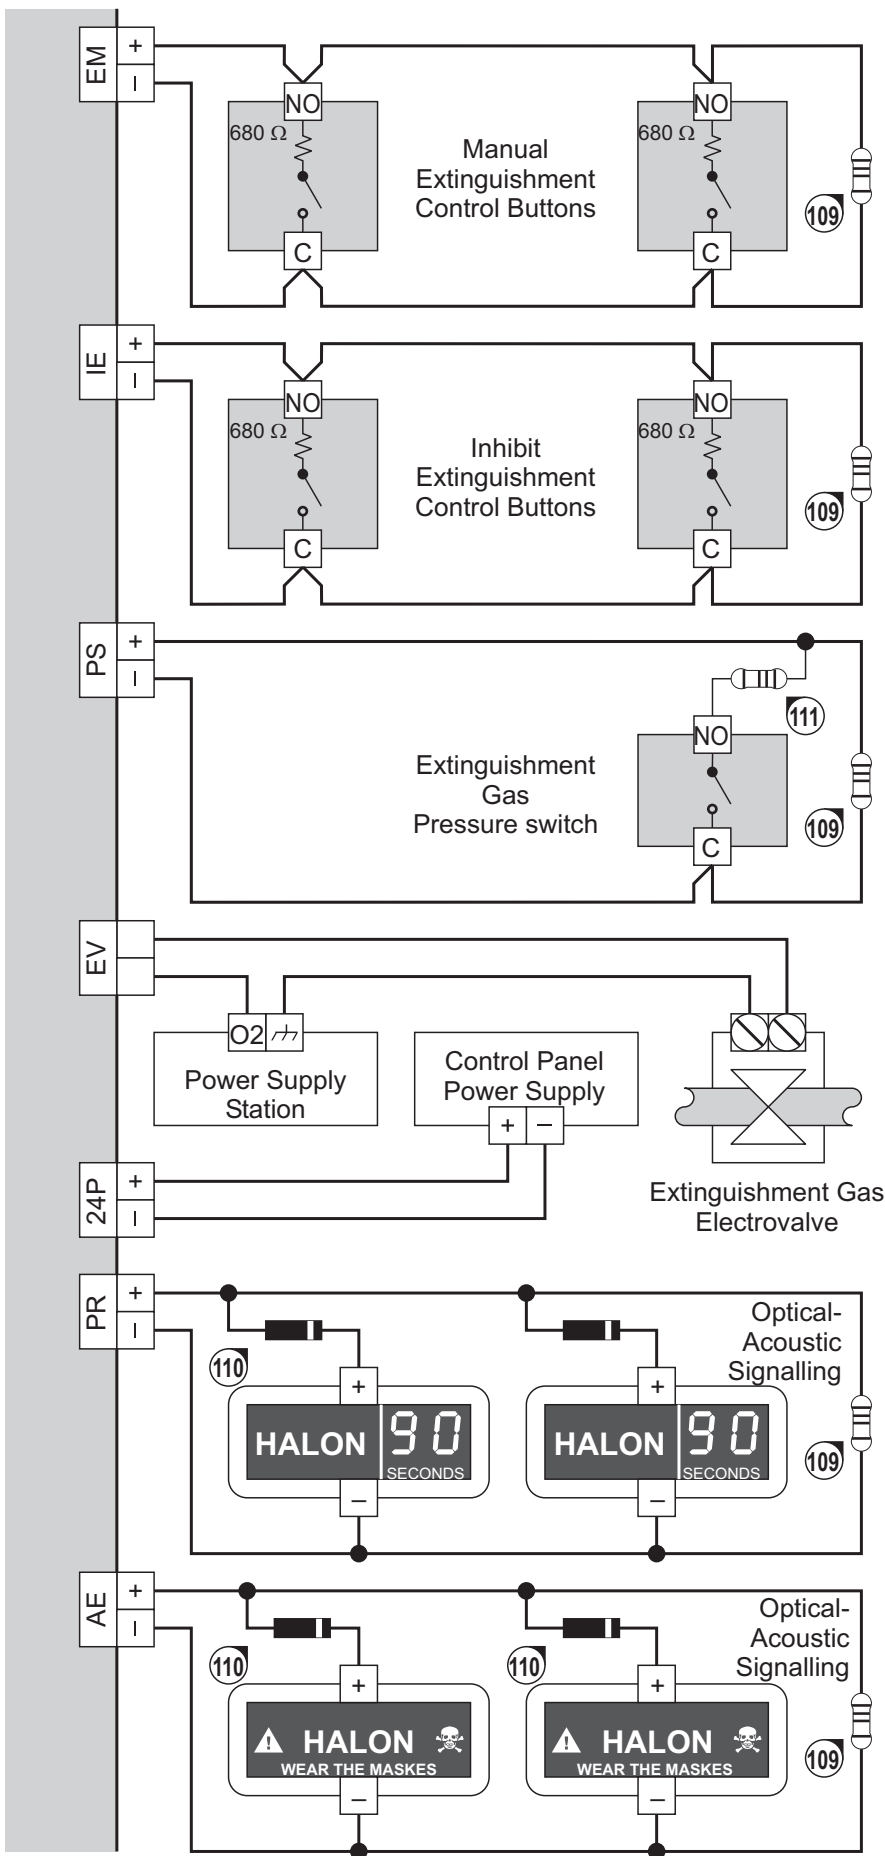 EM
+
–
NO
NO
680 Ω
680 Ω
Manual
Extinguishment
Control Buttons
109
C
C
IE
+
–
NO
NO
680 Ω
680 Ω
Inhibit
Extinguishment
Control Buttons
109
C
C
PS
+
–
111
NO
Extinguishment
Gas
Pressure switch
109
C
EV
O2
Power Supply
Station
Control Panel
Power Supply
+ –
24P
+
–
Extinguishment Gas
Electrovalve
PR
+
–
Optical-
Acoustic
Signalling
110
+
+
HALON 90
SECONDS
HALON 90
SECONDS
109
–
–
AE
+
–
Optical-
Acoustic
Signalling
110
110
+
+
! HALON
WEAR THE MASKES
! HALON
WEAR THE MASKES
109
–
–